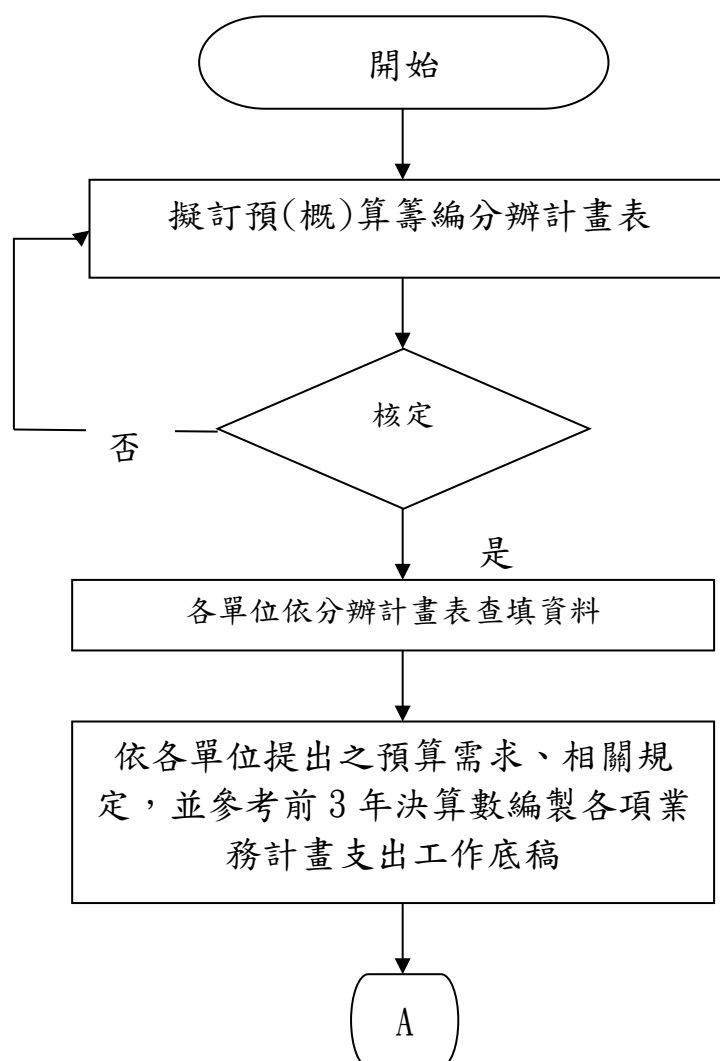 開始
擬訂預(概)算籌編分辦計畫表
核定
否
是
各單位依分辦計畫表查填資料
依各單位提出之預算需求、相關規
定，並參考前3年決算數編製各項業
務計畫支出工作底稿
A